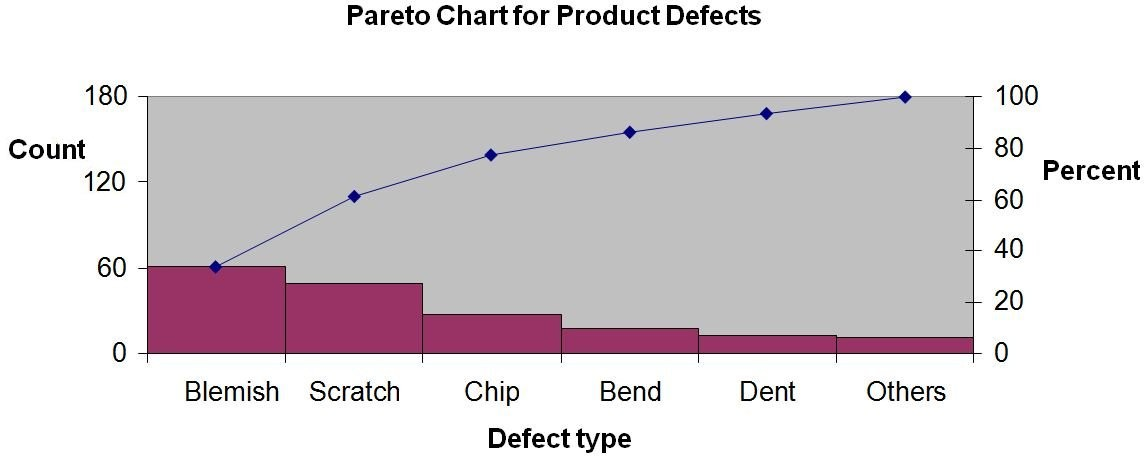 Pareto Chart for Product Defects
180 100
Count 80
120 Percent
60
60 40
20
0 0
Blemish Scratch Chip Bend Dent Others
Defect type